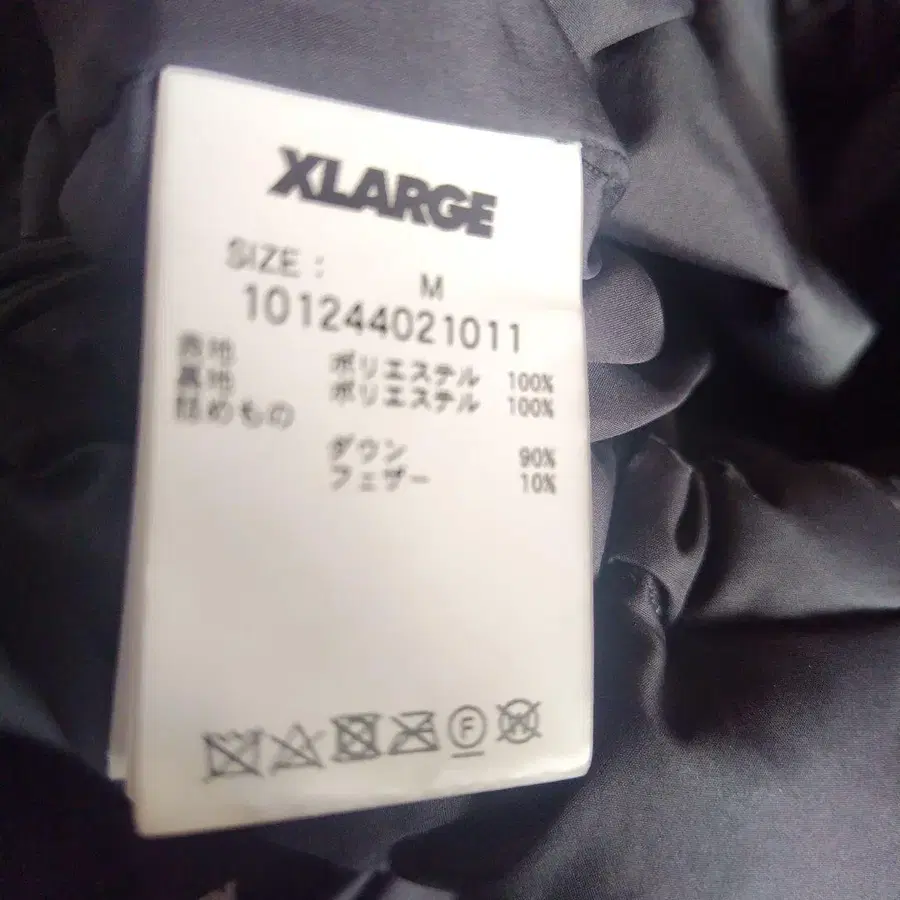 XLARGE
SIZE : M
101244021011
表地 ポリエステル 100%
裏地 ポリエステル 100%
詰めもの
ダウン 90%
フェザー 10%
F
W